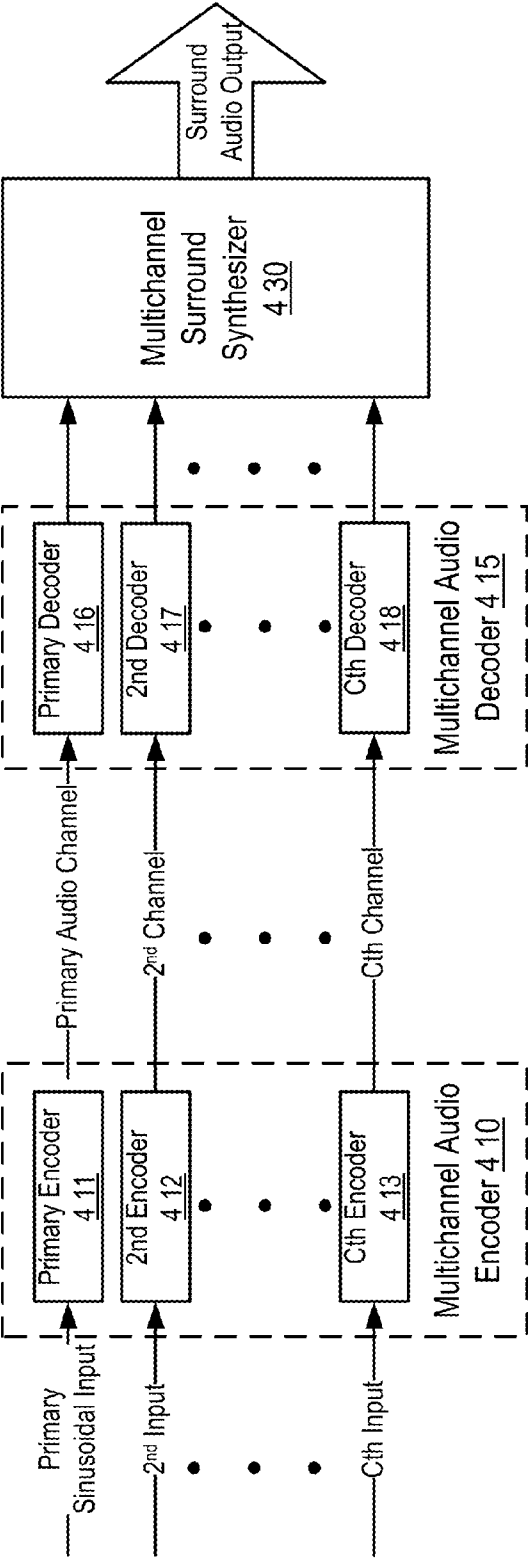 Primary
Sinusoidal Input
2nd Input
Cth Input
Primary Encoder
4 11
2nd Encoder
4 12
Cth Encoder
4 13
Multichannel Audio
Encoder 4 10
Primary Audio Channel
2nd Channel
Cth Channel
Primary Decoder
4 16
2nd Decoder
4 17
Cth Decoder
4 18
Multichannel Audio
Decoder 4 15
Multichannel
Surround
Synthesizer
4 30
Surround
Audio Output